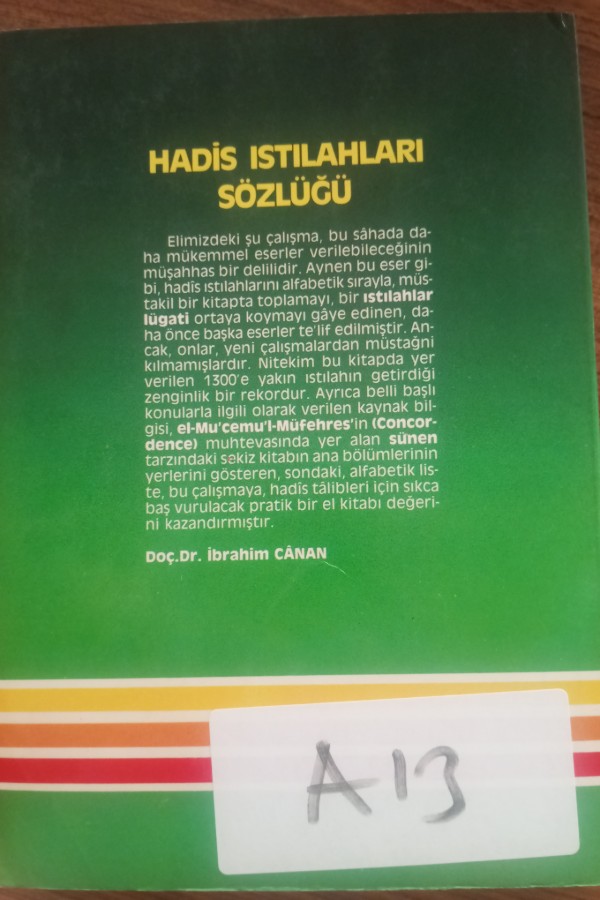 HADİS ISTILAHLARI
SÖZLÜĞÜ
Elimizdeki şu çalışma, bu sâhada da-
ha mükemmel eserler verilebileceğinin
müşahhas bir delilidir. Aynen bu eser gi-
bi, hadîs ıstılahlarını alfabetik sırayla, müs-
takil bir kitapta toplamayı, bir ıstılahlar
lügati ortaya koymayı gâye edinen, da-
ha önce başka eserler te'lif edilmiştir. An-
cak, onlar, yeni çalışmalardan müstağni
kılmamışlardır. Nitekim bu kitapda yer
verilen 1300'e yakın ıstılahın getirdiği
zenginlik bir rekordur. Ayrıca belli başlı
konularla ilgili olarak verilen kaynak bil-
gisi, el-Mu'cemu'l-Müfehres'in (Concor-
dence) muhtevasında yer alan sünen
tarzındaki sekiz kitabın ana bölümlerinin
yerlerini gösteren, sondaki, alfabetik lis-
te, bu çalışmaya, hadîs tâlibleri için sıkca
baş vurulacak pratik bir el kitabı değeri-
ni kazandırmıştır.
Doç.Dr. İbrahim CÂNAN
A13